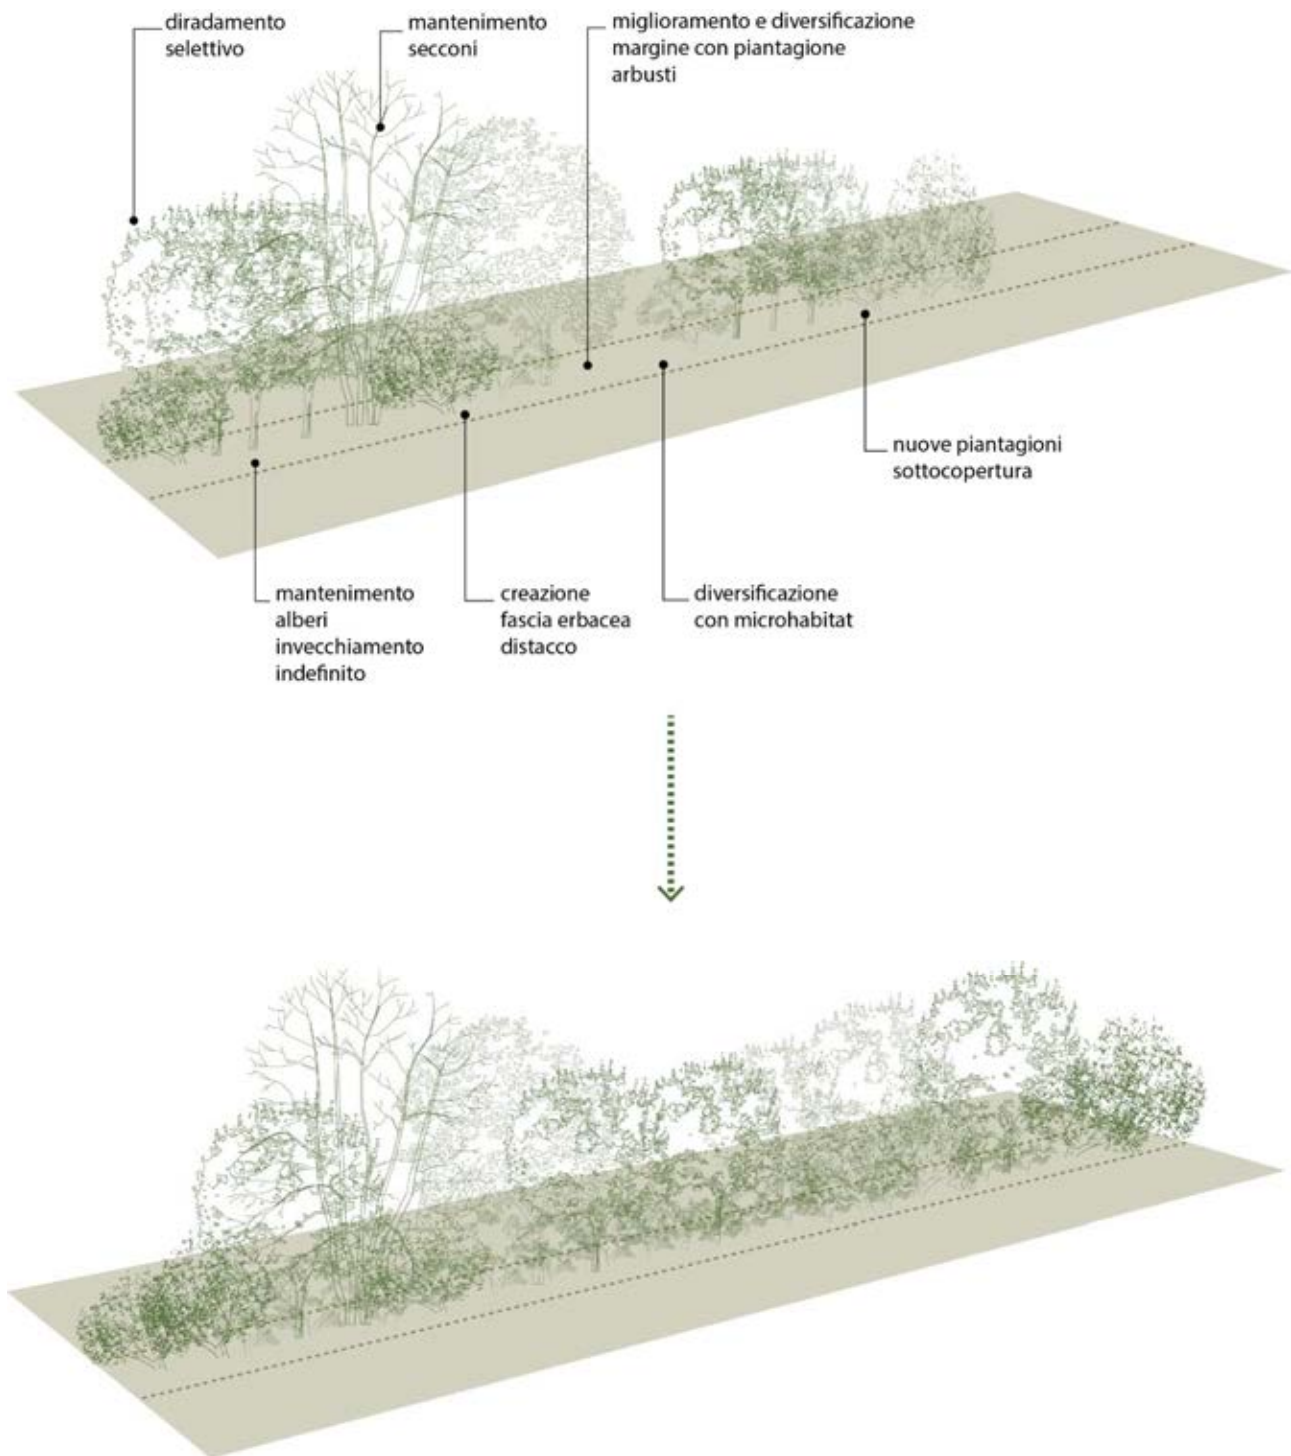 diradamento
selettivo
mantenimento
secconi
miglioramento e diversificazione
margine con piantagione
arbusti
nuove piantagioni
sottocopertura
mantenimento
alberi
invecchiamento
indefinito
creazione
fascia erbacea
distacco
diversificazione
con microhabitat